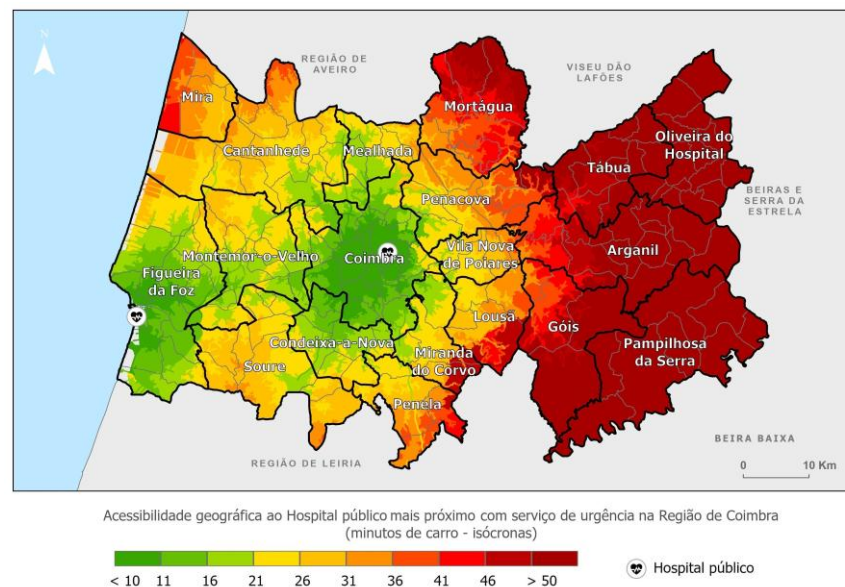 N
REGIÃO DE
AVEIRO
VISEU DÃO
LAFÕES
Mira
Mortágua
Oliveira do
Hospital
Cantanhede
Mealhada
Tábua
Penacova
BEIRAS E
SERRA DA
ESTRELA
Vila Nova
de Poiares
Arganil
Montemor-o-Velho
Coimbra
Figueira
da Foz
Lousã
Góis
Condeixa-a-Nova
Pampilhosa
da Serra
Miranda
do Corvo
Soure
Penela
BEIRA BAIXA
REGIÃO DE LEIRIA
0 10 Km
Acessibilidade geográfica ao Hospital público mais próximo com serviço de urgência na Região de Coimbra
(minutos de carro - isócronas)
< 10 11 16 21 26 31 36 41 46 > 50
Hospital público